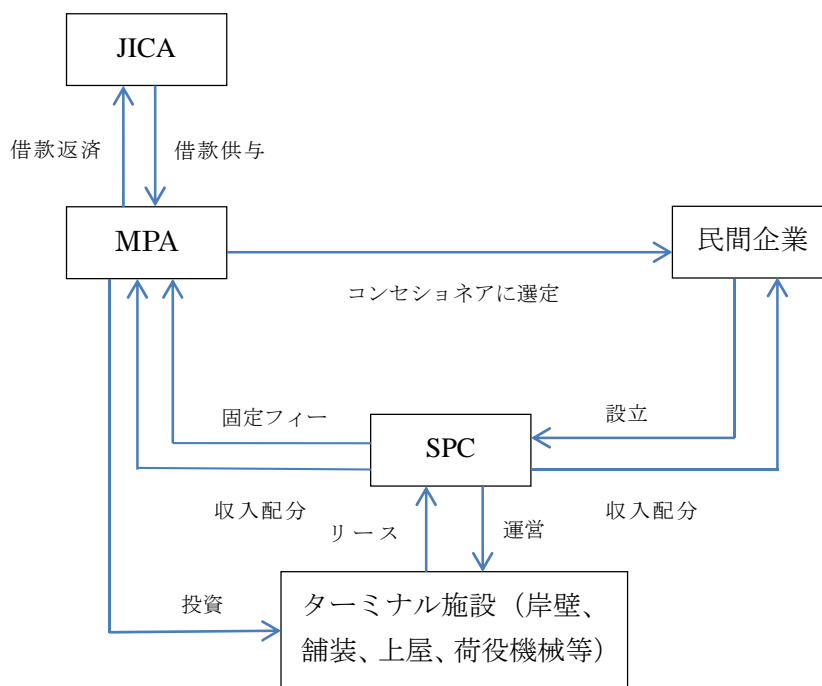 JICA
借款返済
借款供与
MPA
民間企業
コンセショネアに選定
固定フィー
設立
SPC
収入配分
収入配分
リース
運営
投資
ターミナル施設（岸壁、
舗装、上屋、荷役機械等）